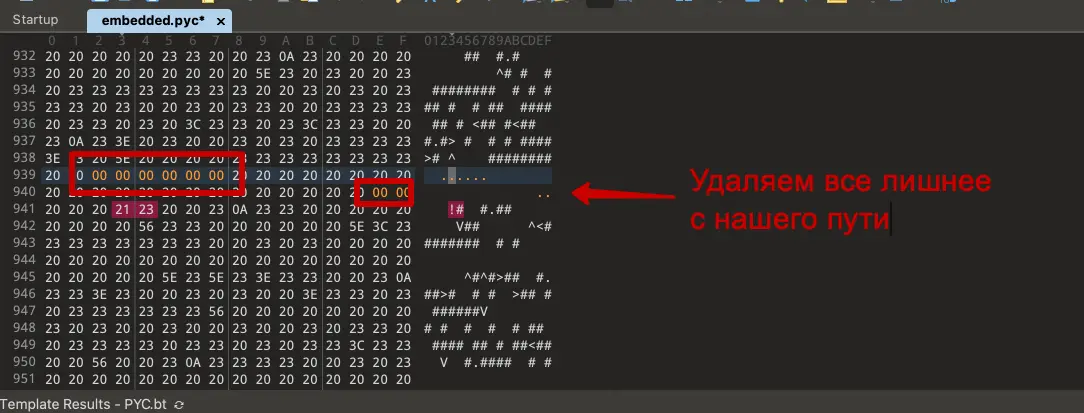 Startup
embedded.pyc*
×
0 1 2 3 4 5 6 7 8 9 A B C D E F 0123456789ABCDEF
932 20 20 20 20 20 23 23 20 20 23 0A 23 20 20 20 20 ## #.#
933 20 20 20 20 20 20 20 20 20 5E 23 20 23 20 20 23 ^# # #
934 20 23 23 23 23 23 23 23 23 20 20 23 20 23 20 23 ######## # # #
935 23 23 20 23 20 20 23 20 23 23 20 20 23 23 23 23 ## # # ## ####
936 20 23 23 20 23 20 3C 23 23 20 23 3C 23 23 20 20 ## # <## #<##
937 23 0A 23 3E 20 23 20 20 23 20 23 20 23 23 23 23 #.#> # # # ####
938 3E 23 20 5E 20 20 20 20 23 23 23 23 23 23 23 23 ># ^ ########
939 20 20 00 00 00 00 00 00 20 20 20 20 20 20 20 20 ......
940 20 20 20 20 20 20 20 20 20 20 20 20 20 20 00 00 ..
941 20 20 20 21 23 20 20 23 0A 23 23 20 20 20 20 20 !# #.##
942 20 20 20 20 56 23 23 20 20 20 20 20 20 5E 3C 23 V## ^<#
943 23 23 23 23 23 23 23 20 20 23 20 23 20 20 20 20 ####### # #
944 20 20 20 20 20 20 20 20 20 20 20 20 20 20 20 20
945 20 20 20 20 20 5E 23 5E 23 3E 23 23 20 20 23 0A ^#^#>## #.
946 23 23 3E 23 20 20 23 20 23 20 20 3E 23 23 20 23 ##># # # >## #
947 20 23 23 23 23 23 23 56 20 20 20 20 20 20 20 20 ######V
948 # # # # # ##
949 23 23 23 23 20 23 23 20 23 20 23 23 3C 23 23 20 #### ## # ##<##
950 20 20 56 20 20 23 0A 23 23 23 23 20 20 23 20 23 V #.#### # #
951 20 20 20 20 20 20 20 20 20 20 20 20 20 20 20 20
Удаляем все лишнее
с нашего пути
Template Results - PYC.bt